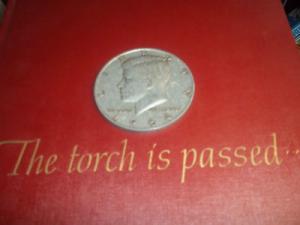 The torch is passed...